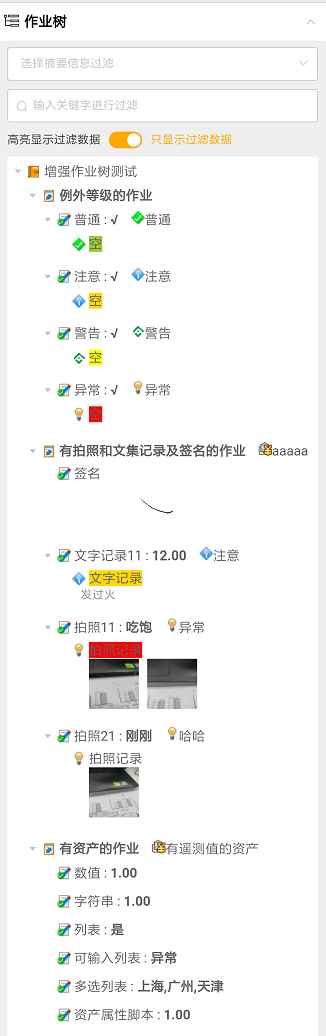 作业树
选择摘要信息过滤
输入关键字进行过滤
高亮显示过滤数据 只显示过滤数据
增强作业树测试
例外等级的作业
普通 : √ 普通
空
注意 : √ 注意
空
警告 : √ 警告
空
异常 : √ 异常
空
有拍照和文集记录及签名的作业 aaaaa
签名
文字记录11 : 12.00 注意
文字记录
发过火
拍照11 : 吃饱 异常
拍照记录
拍照21 : 刚刚 哈哈
拍照记录
有资产的作业 有遥测值的资产
数值 : 1.00
字符串 : 1.00
列表 : 是
可输入列表 : 异常
多选列表 : 上海,广州,天津
资产属性脚本 : 1.00